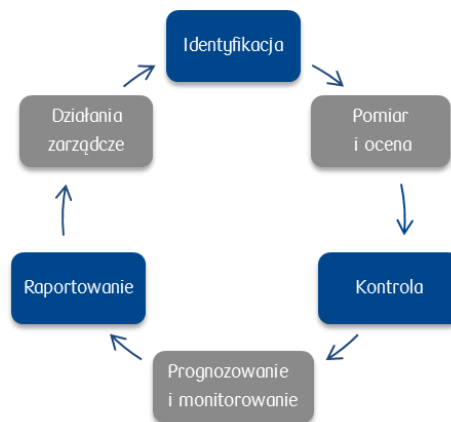 Identyfikacja
Pomiar
i ocena
Kontrola
Prognozowanie
i monitorowanie
Raportowanie
Działania
zarządcze